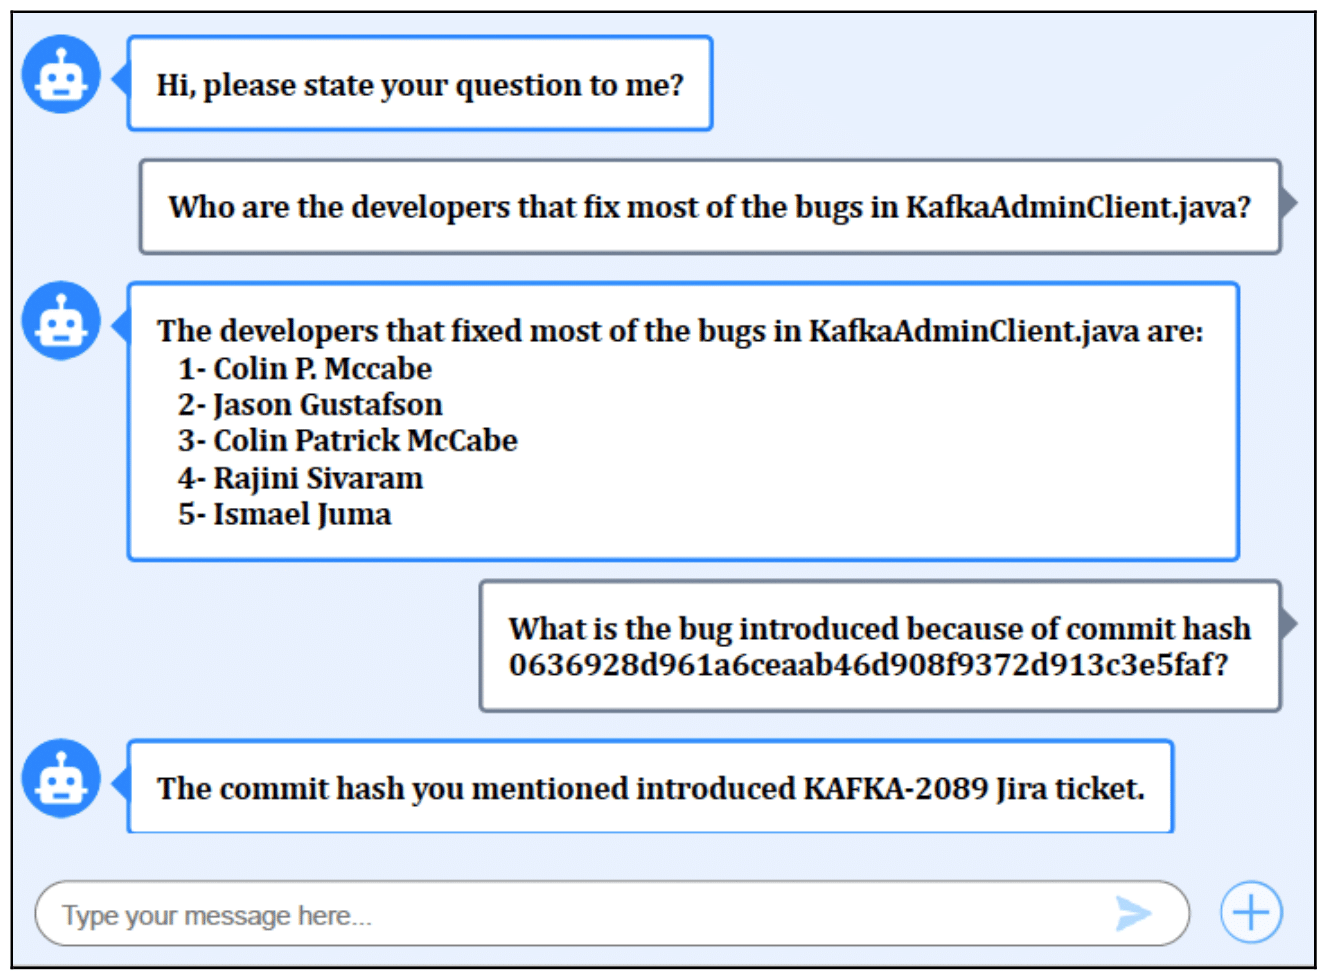 Hi, please state your question to me?
Who are the developers that fix most of the bugs in KafkaAdminClient.java?
The developers that fixed most of the bugs in KafkaAdminClient.java are:
1- Colin P. Mccabe
2- Jason Gustafson
3- Colin Patrick McCabe
4- Rajini Sivaram
5- Ismael Juma
What is the bug introduced because of commit hash
0636928d961a6ceaab46d908f9372d913c3e5faf?
The commit hash you mentioned introduced KAFKA-2089 Jira ticket.
Type your message here...